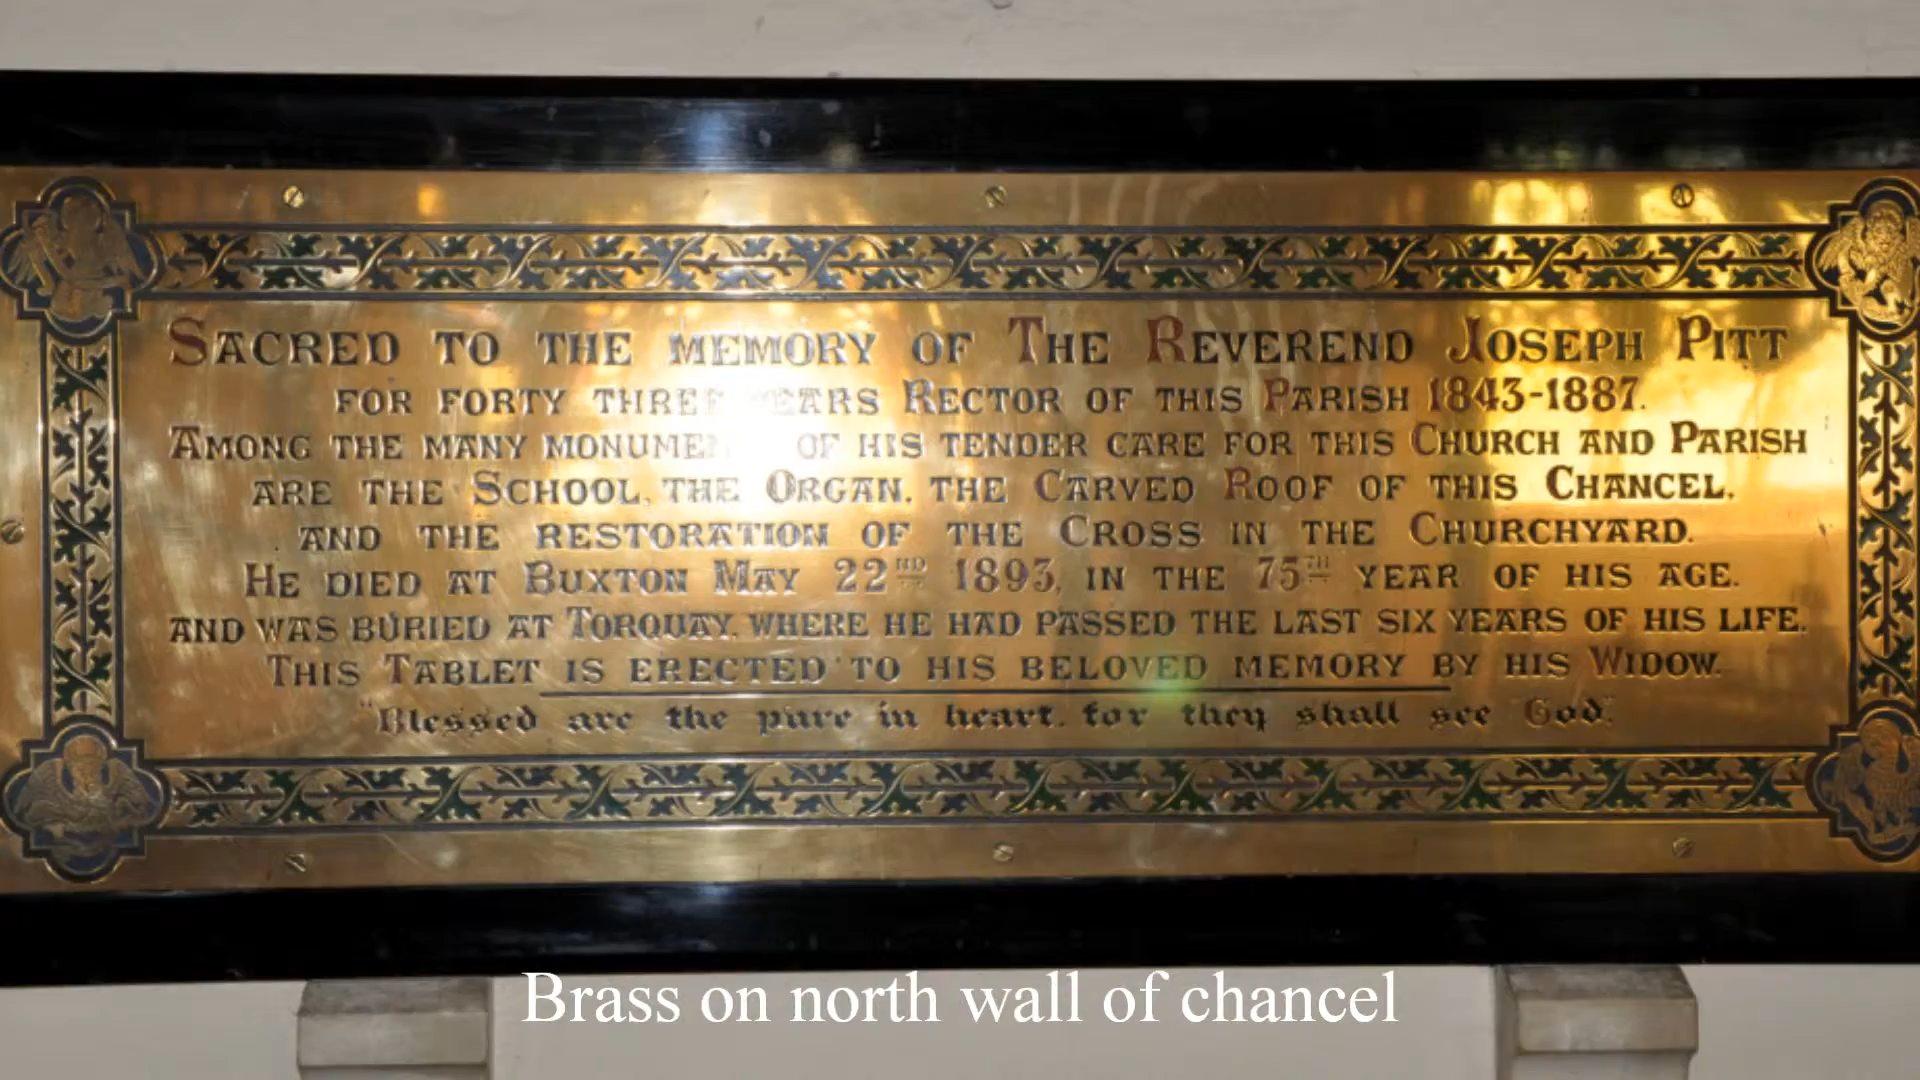 SACRED TO THE MEMORY OF THE REVEREND JOSEPH PITT
FOR FORTY THREE YEARS RECTOR OF THIS PARISH 1843-1887.
AMONG THE MANY MONUMENTS OF HIS TENDER CARE FOR THIS CHURCH AND PARISH
ARE THE SCHOOL, THE ORGAN, THE CARVED ROOF OF THIS CHANCEL,
AND THE RESTORATION OF THE CROSS IN THE CHURCHYARD.
HE DIED AT BUXTON MAY 22ND 1893, IN THE 75TH YEAR OF HIS AGE.
AND WAS BURIED AT TORQUAY, WHERE HE HAD PASSED THE LAST SIX YEARS OF HIS LIFE.
THIS TABLET IS ERECTED TO HIS BELOVED MEMORY BY HIS WIDOW.
"Blessed are the pure in heart, for they shall see God."
Brass on north wall of chancel